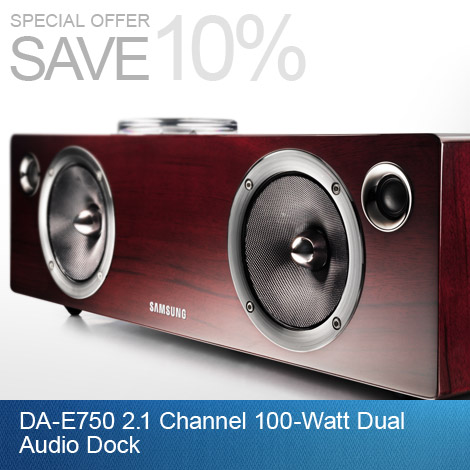 SPECIAL OFFER
SAVE 10%
SAMSUNG
DA-E750 2.1 Channel 100-Watt Dual
Audio Dock